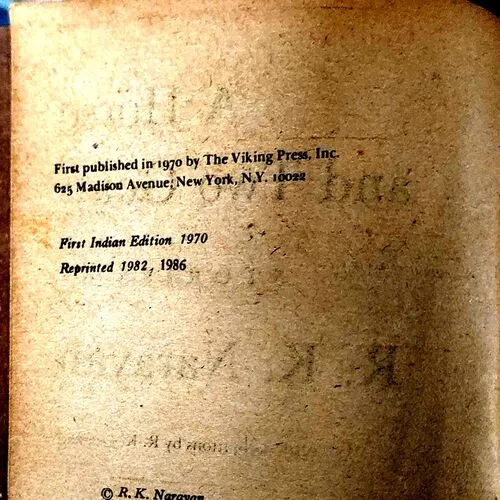 First published in 1970 by The Viking Press, Inc.
625 Madison Avenue, New York, N.Y. 10022
First Indian Edition 1970
Reprinted 1982, 1986
© R. K. Narayan